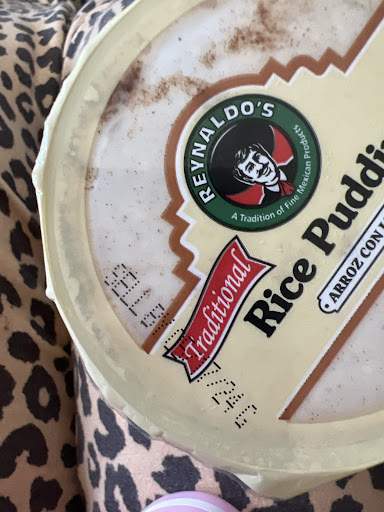 REYNALDO'S
A Tradition of Fine Mexican Products
Traditional
Rice Puddi
ARROZ CON